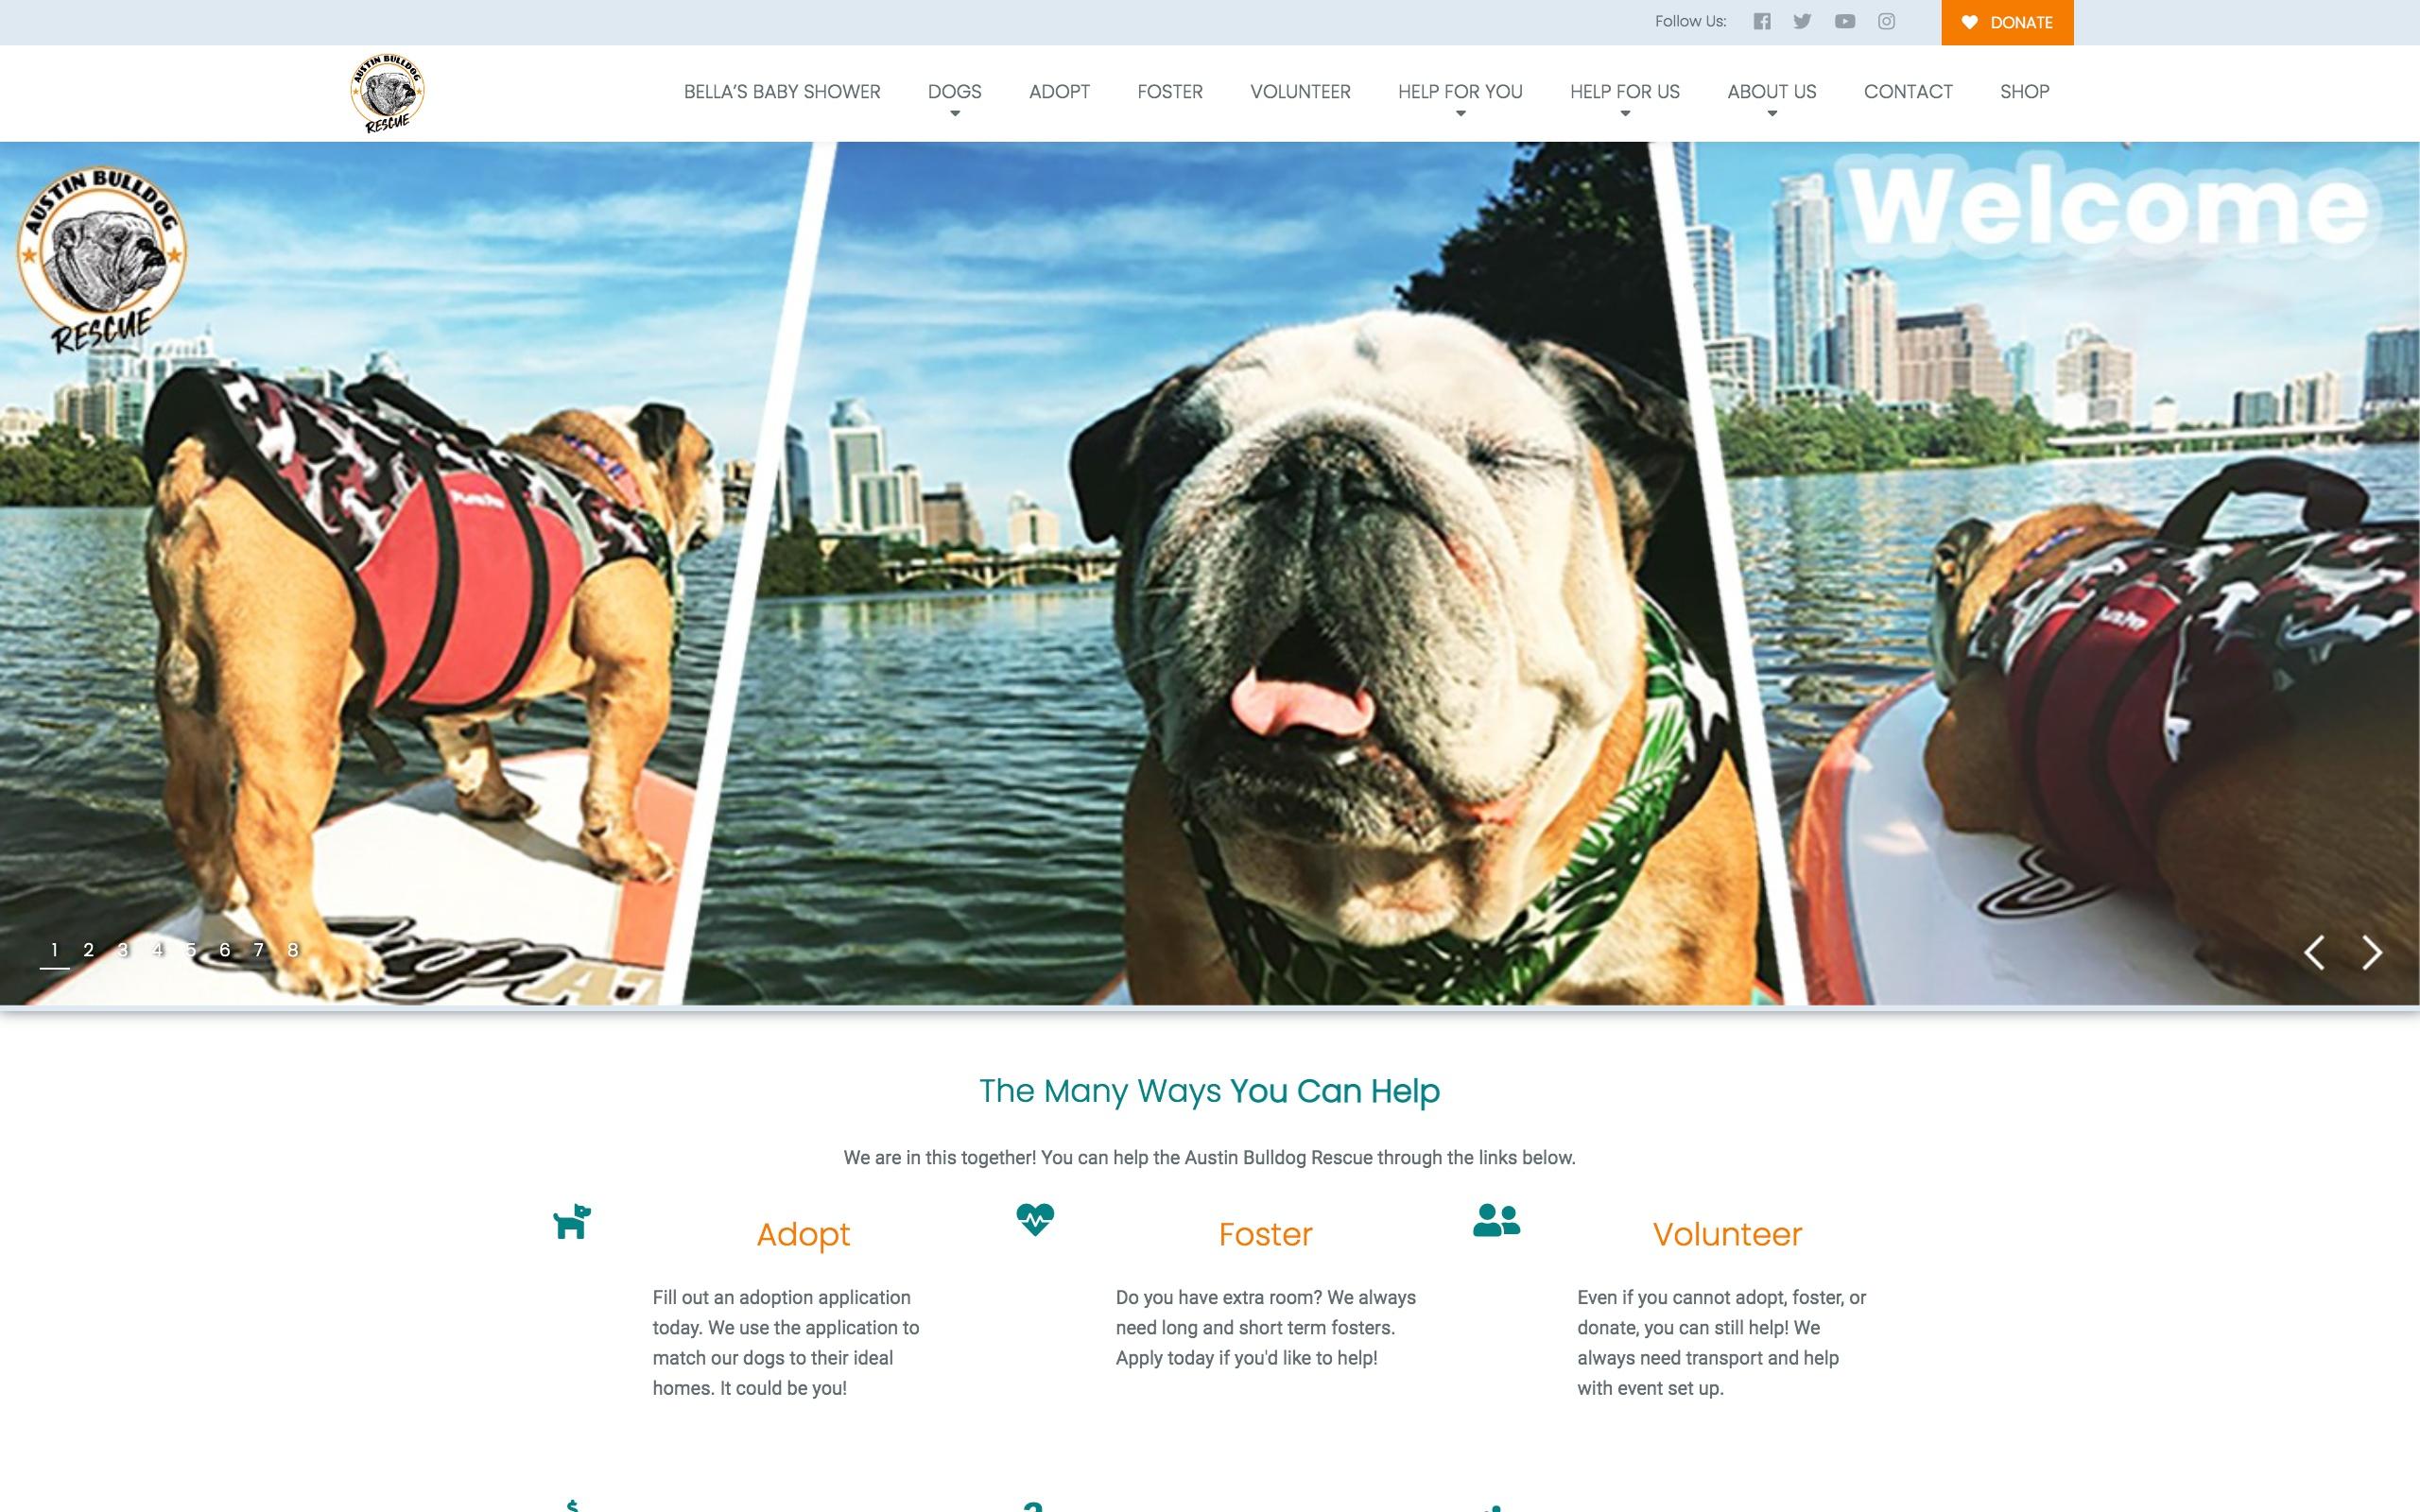 Follow Us:
DONATE
AUSTIN BULLDOG
RESCUE
BELLA'S BABY SHOWER DOGS ADOPT FOSTER VOLUNTEER HELP FOR YOU HELP FOR US ABOUT US CONTACT SHOP
AUSTIN BULLDOG
RESCUE
Welcome
1 2 3 4 5 6 7 8
The Many Ways You Can Help
We are in this together! You can help the Austin Bulldog Rescue through the links below.
Adopt
Fill out an adoption application
today. We use the application to
match our dogs to their ideal
homes. It could be you!
Foster
Do you have extra room? We always
need long and short term fosters.
Apply today if you'd like to help!
Volunteer
Even if you cannot adopt, foster, or
donate, you can still help! We
always need transport and help
with event set up.